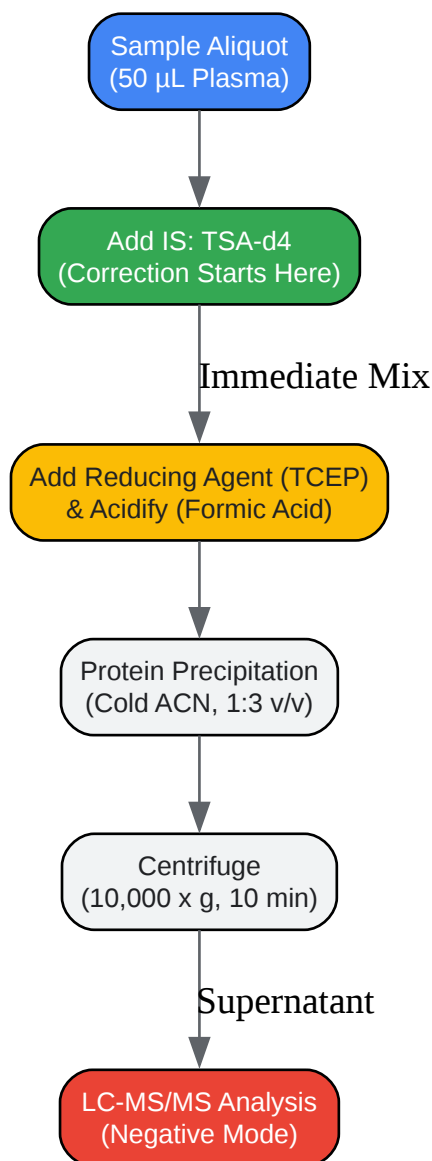 Sample Aliquot
(50 µL Plasma)
Add IS: TSA-d4
(Correction Starts Here)
Immediate Mix
Add Reducing Agent (TCEP)
& Acidify (Formic Acid)
Protein Precipitation
(Cold ACN, 1:3 v/v)
Centrifuge
(10,000 x g, 10 min)
Supernatant
LC-MS/MS Analysis
(Negative Mode)